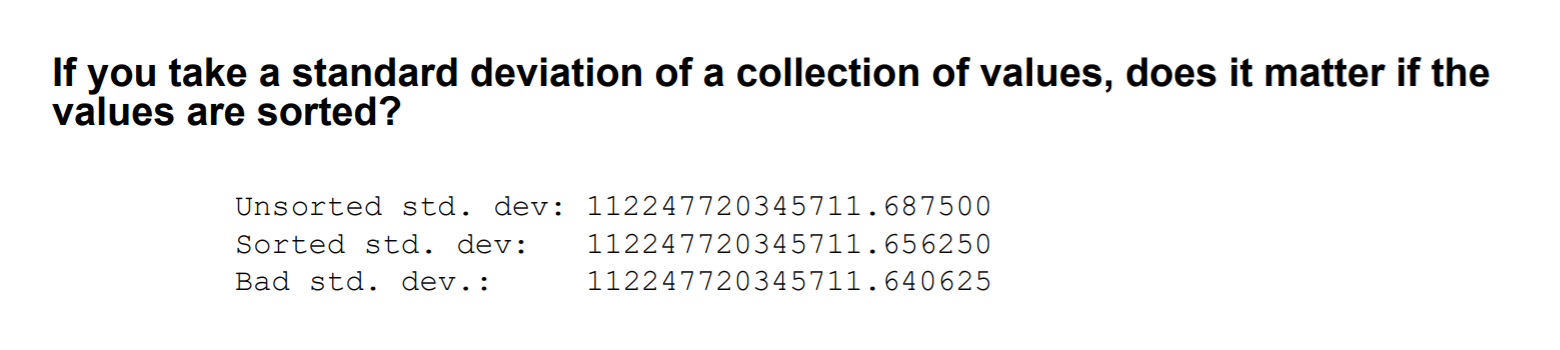 If you take a standard deviation of a collection of values, does it matter if the
values are sorted?
Unsorted std. dev: 112247720345711.687500
Sorted std. dev: 112247720345711.656250
Bad std. dev.: 112247720345711.640625